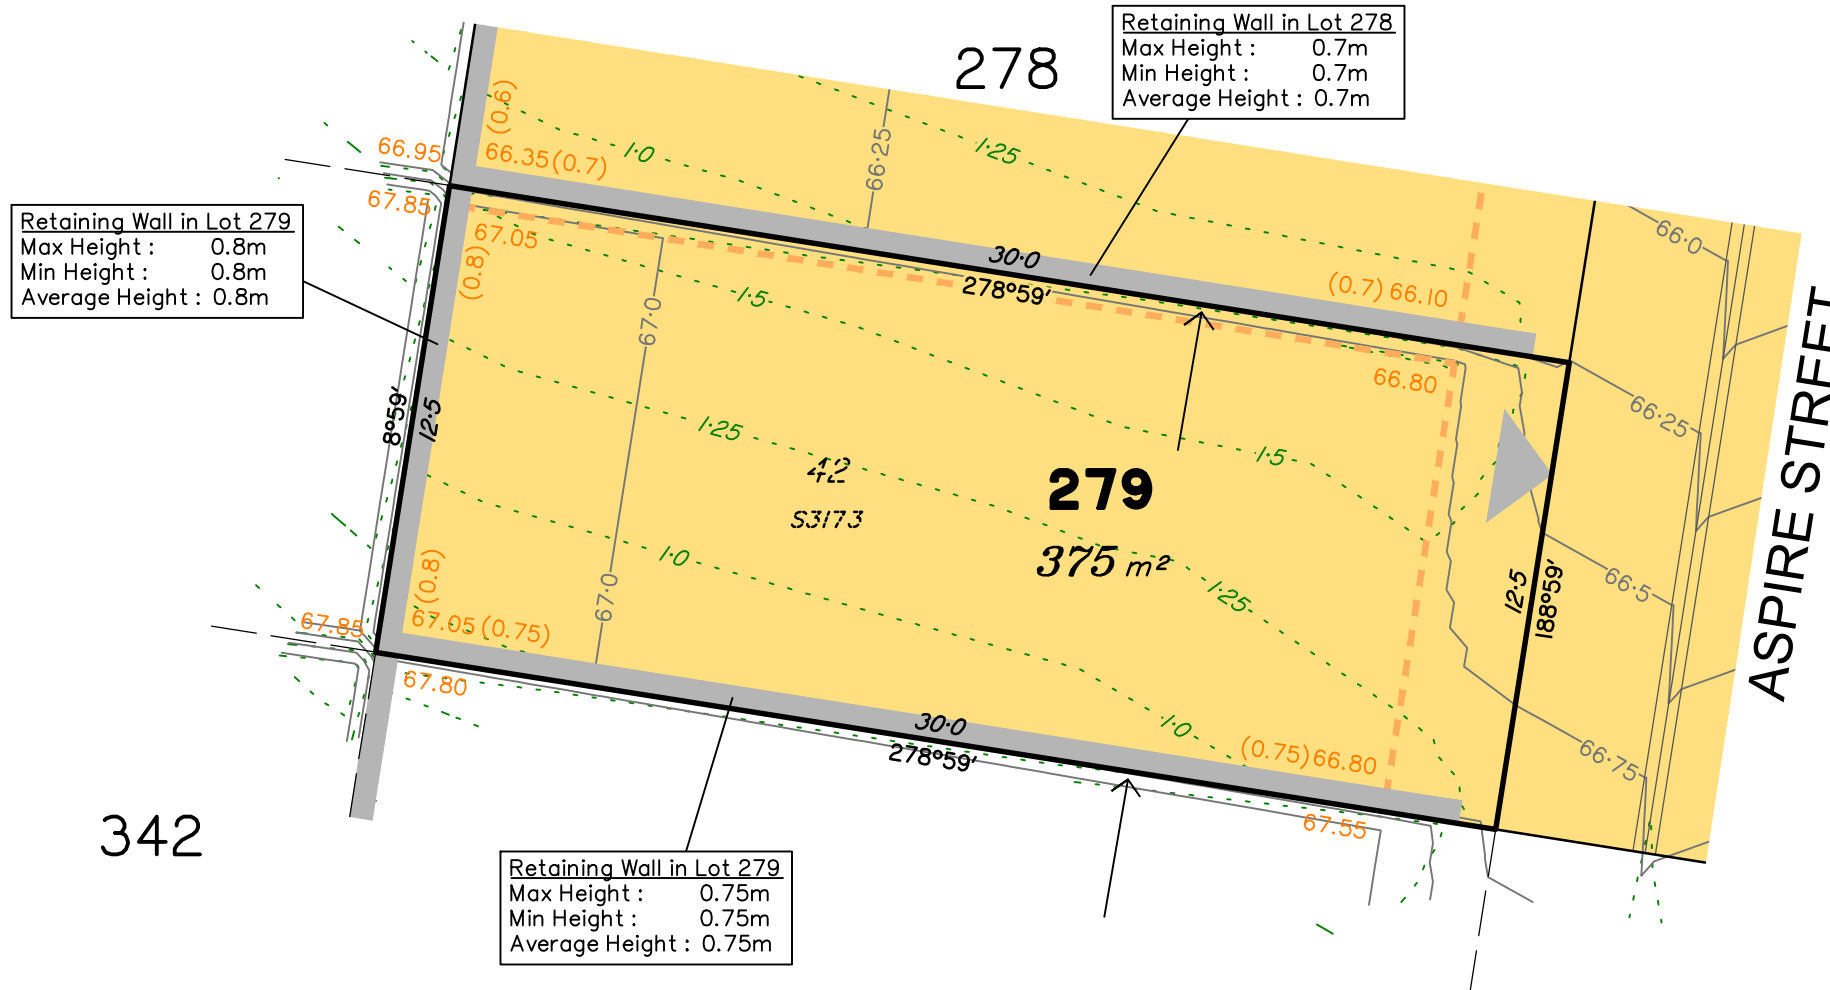 278
Retaining Wall in Lot 278
Max Height : 0.7m
Min Height : 0.7m
Average Height : 0.7m
(0.6)
66.95
66.35(0.7)
1·0
66·25
1·25
66·0
67.85
Retaining Wall in Lot 279
Max Height : 0.8m
Min Height : 0.8m
Average Height : 0.8m
67.05
(0.8)
30·0
278°59'
(0.7) 66.10
1·5
67·0
66.80
66·25
ASPIRE STREET
8°59'
12·5
1·25
42
1·5
279
S3173
375 m²
1·0
(0.8)
67·0
1·25
12·5
188°59'
66·5
67.85
67.05 (0.75)
67.80
30·0
278°59'
1·0
(0.75)66.80
66·75
67.55
342
Retaining Wall in Lot 279
Max Height : 0.75m
Min Height : 0.75m
Average Height : 0.75m